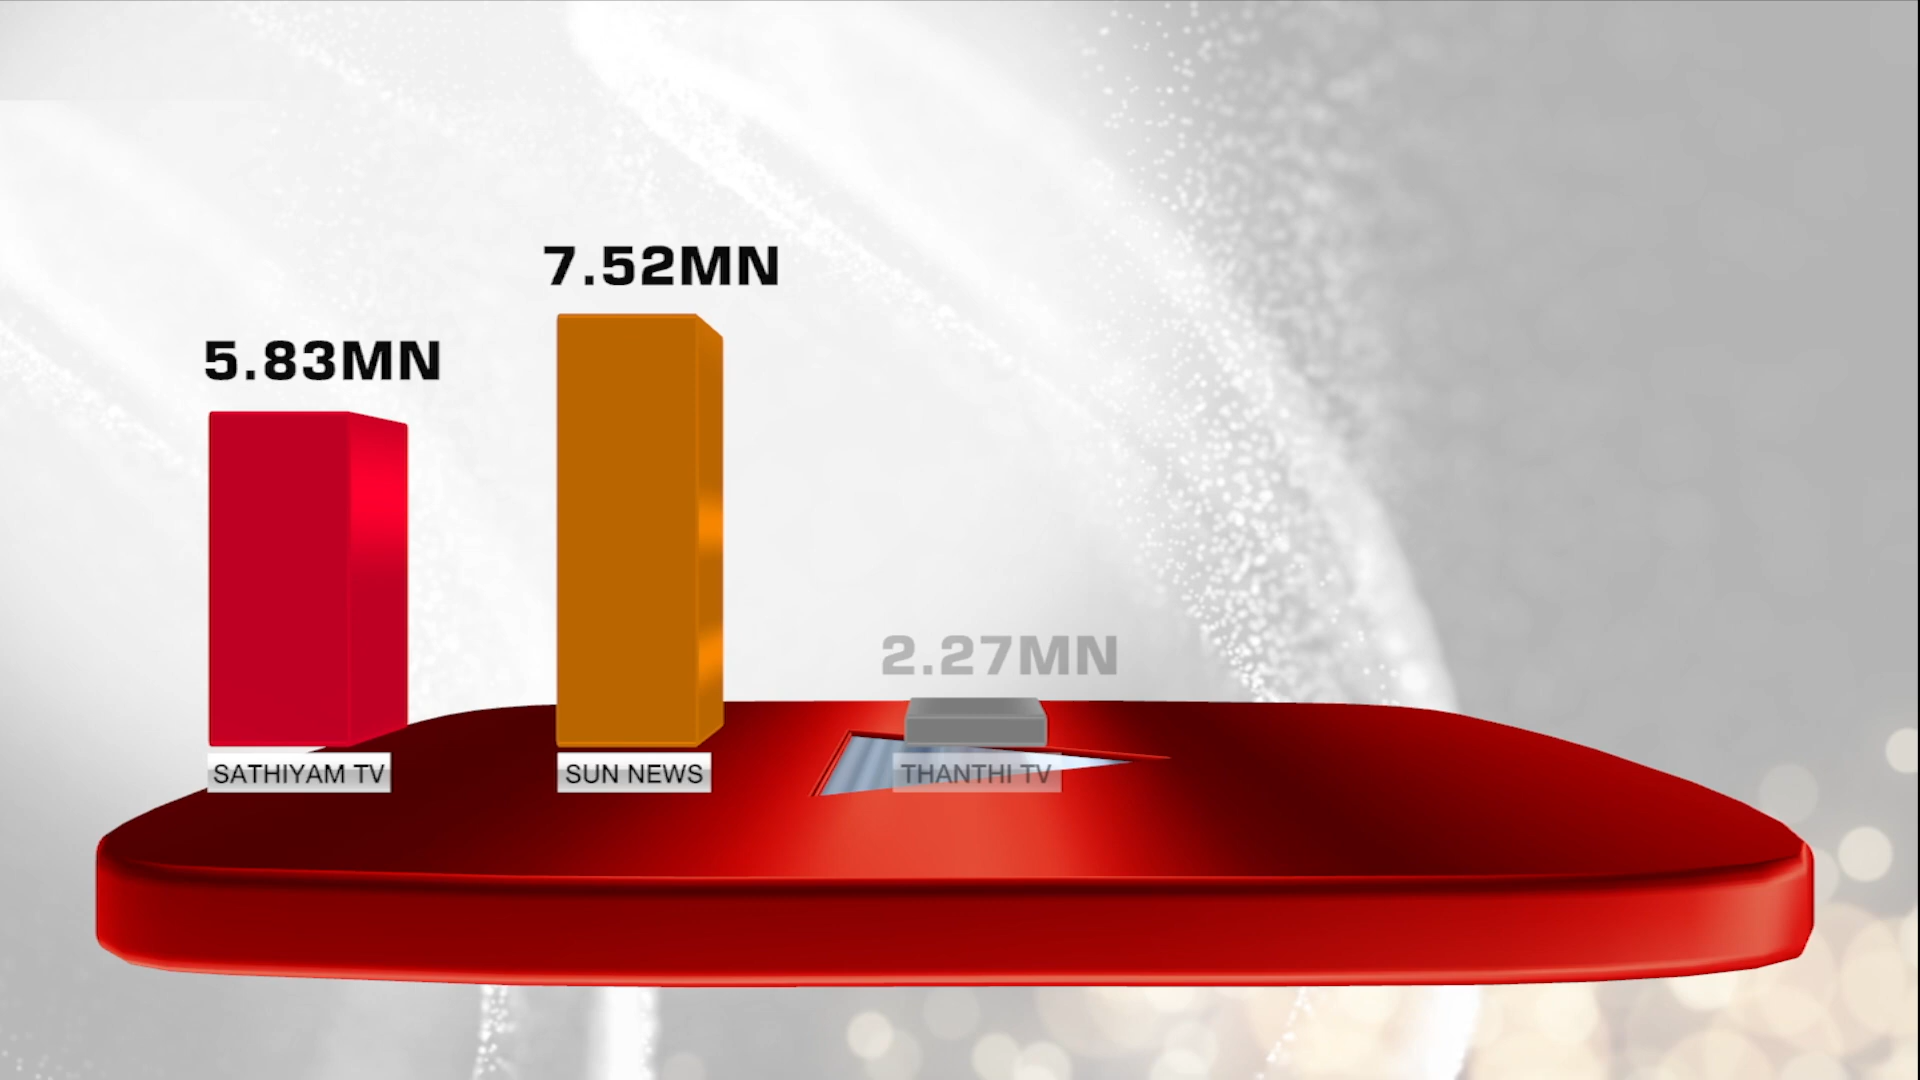 7.52MN
5.83MN
2.27MN
SATHIYAM TV
SUN NEWS
THANTHI TV